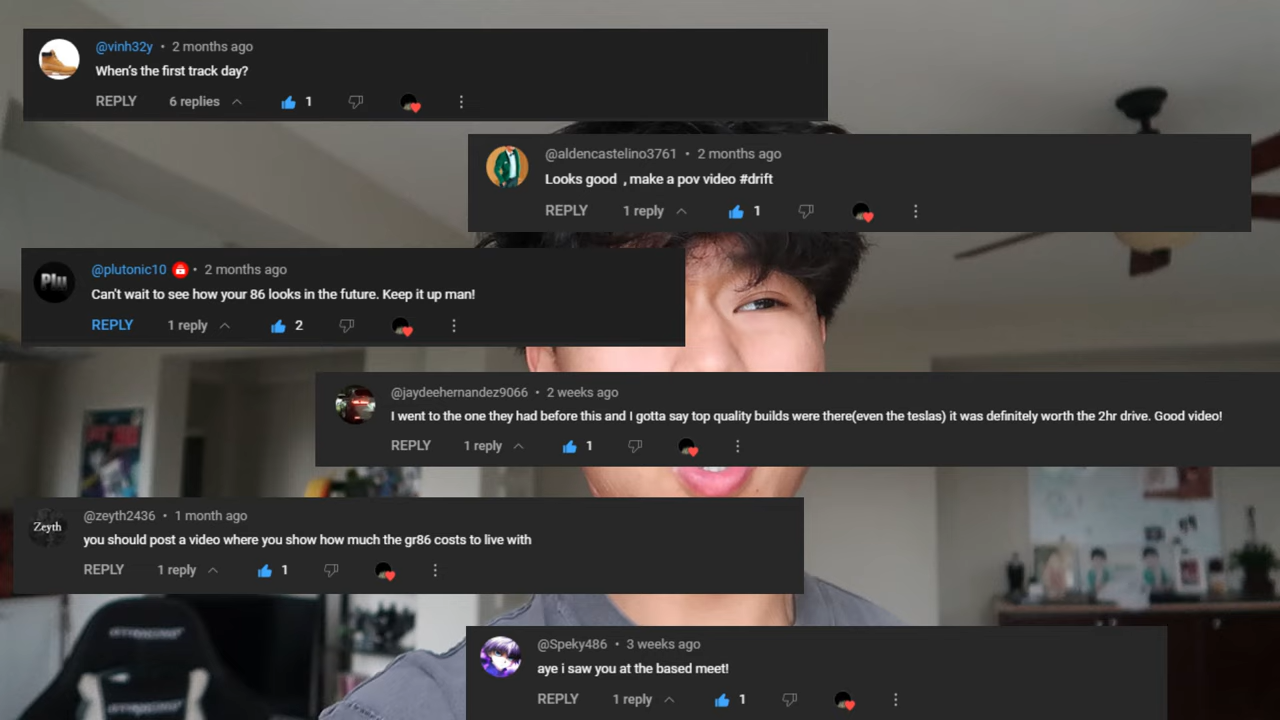 @vinh32y • 2 months ago
When's the first track day?
REPLY 6 replies 1
@aldencastelino3761 • 2 months ago
Looks good , make a pov video #drift
REPLY 1 reply 1
Plu
@plutonic10 • 2 months ago
Can't wait to see how your 86 looks in the future. Keep it up man!
REPLY 1 reply 2
@jaydeehernandez9066 • 2 weeks ago
I went to the one they had before this and I gotta say top quality builds were there(even the teslas) it was definitely worth the 2hr drive. Good video!
REPLY 1 reply 1
Zeyth
@zeyth2436 • 1 month ago
you should post a video where you show how much the gr86 costs to live with
REPLY 1 reply 1
@Speky486 • 3 weeks ago
aye i saw you at the based meet!
REPLY 1 reply 1